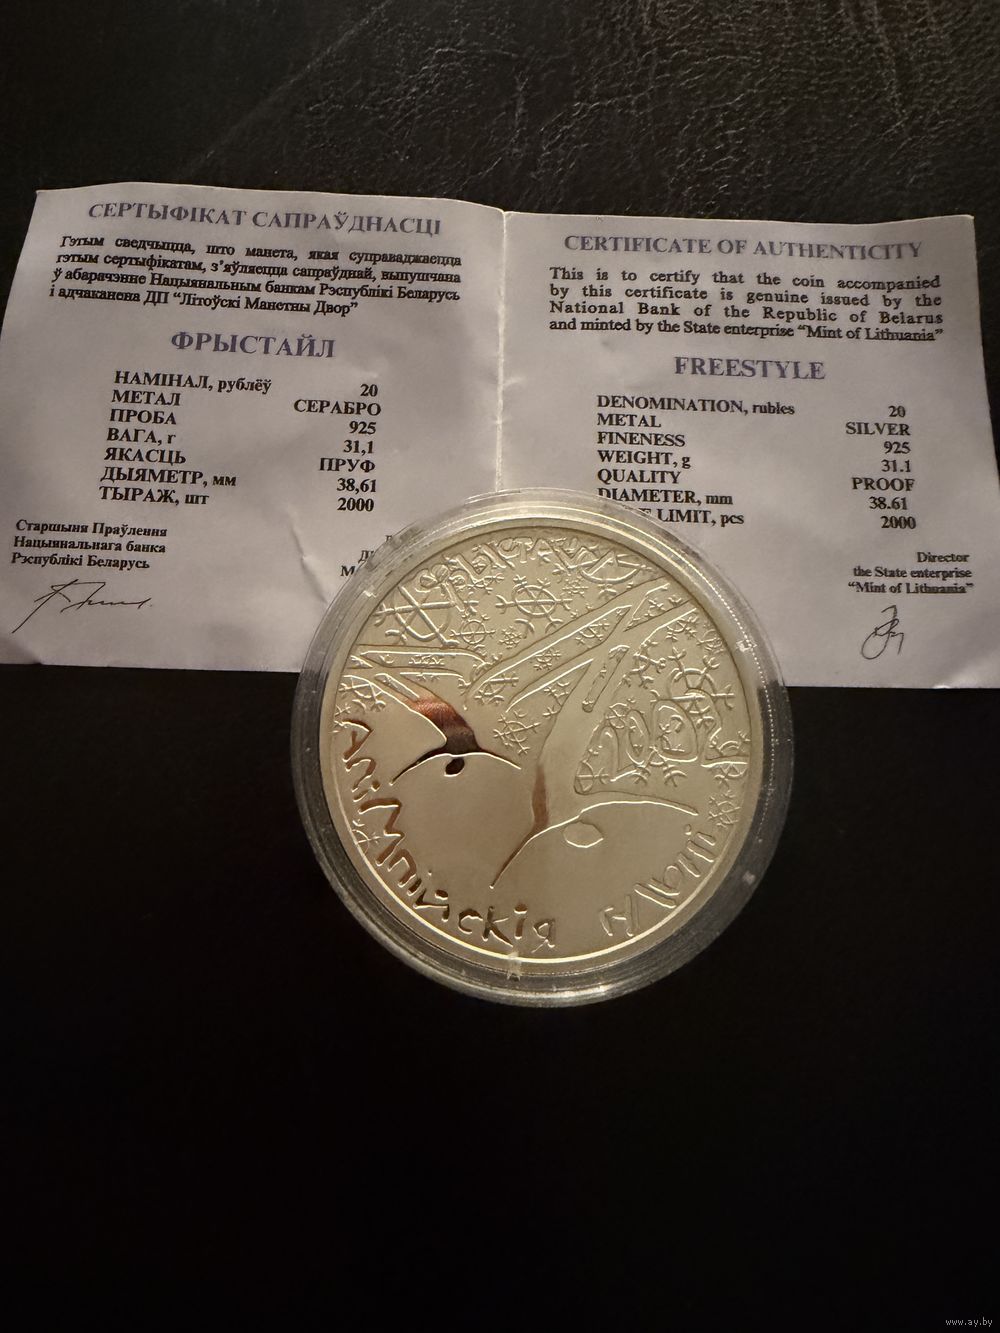 СЕРТЫФІКАТ САПРАЎДНАСЦІ
Гэтым сведчыцца, што манета, якая суправаджаецца
гэтым сертыфікатам, з’яўляецца сапраўднай, выпушчана
ў абарачэнне Нацыянальным банкам Рэспублікі Беларусь
і адчаканена ДП “Літоўскі Манетны Двор”
ФРЫСТАЙЛ
НАМІНАЛ, рублёў 20
МЕТАЛ СЕРАБРО
ПРОБА 925
ВАГА, г 31,1
ЯКАСЦЬ ПРУФ
ДЫЯМЕТР, мм 38,61
ТЫРАЖ, шт 2000
Старшыня Праўлення
Нацыянальнага банка
Рэспублікі Беларусь
CERTIFICATE OF AUTHENTICITY
This is to certify that the coin accompanied
by this certificate is genuine issued by the
National Bank of the Republic of Belarus
and minted by the State enterprise “Mint of Lithuania”
FREESTYLE
DENOMINATION, rubles 20
METAL SILVER
FINENESS 925
WEIGHT, g 31.1
QUALITY PROOF
DIAMETER, mm 38.61
LIMIT, pcs 2000
Director
the State enterprise
“Mint of Lithuania”
АЛІМПІЙСКІЯ ГУЛЬНІ
www.ay.by